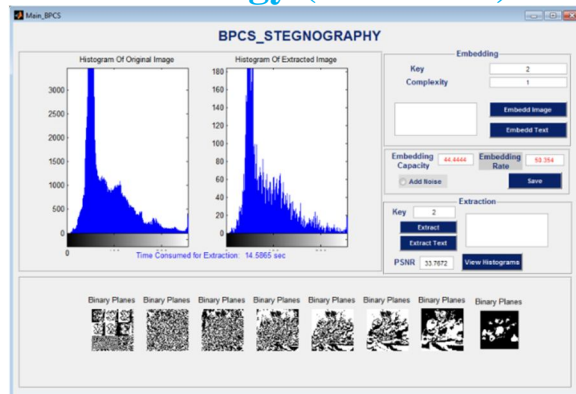 Main_BPCS
BPCS_STEGNOGRAPHY
Histogram Of Original Image
Histogram Of Extracted Image
3000
2500
2000
1500
1000
500
0
0
180
160
140
120
100
80
60
40
20
0
0
Time Consumed for Extraction: 14.5865 sec
Embedding
Key
2
Complexity
1
Embedd Image
Embedd Text
Embedding Capacity
44.4444
Embedding Rate
53.354
Add Noise
Save
Extraction
Key
2
Extract
Extract Text
PSNR
33.7672
View Histograms
Binary Planes
Binary Planes
Binary Planes
Binary Planes
Binary Planes
Binary Planes
Binary Planes
Binary Planes